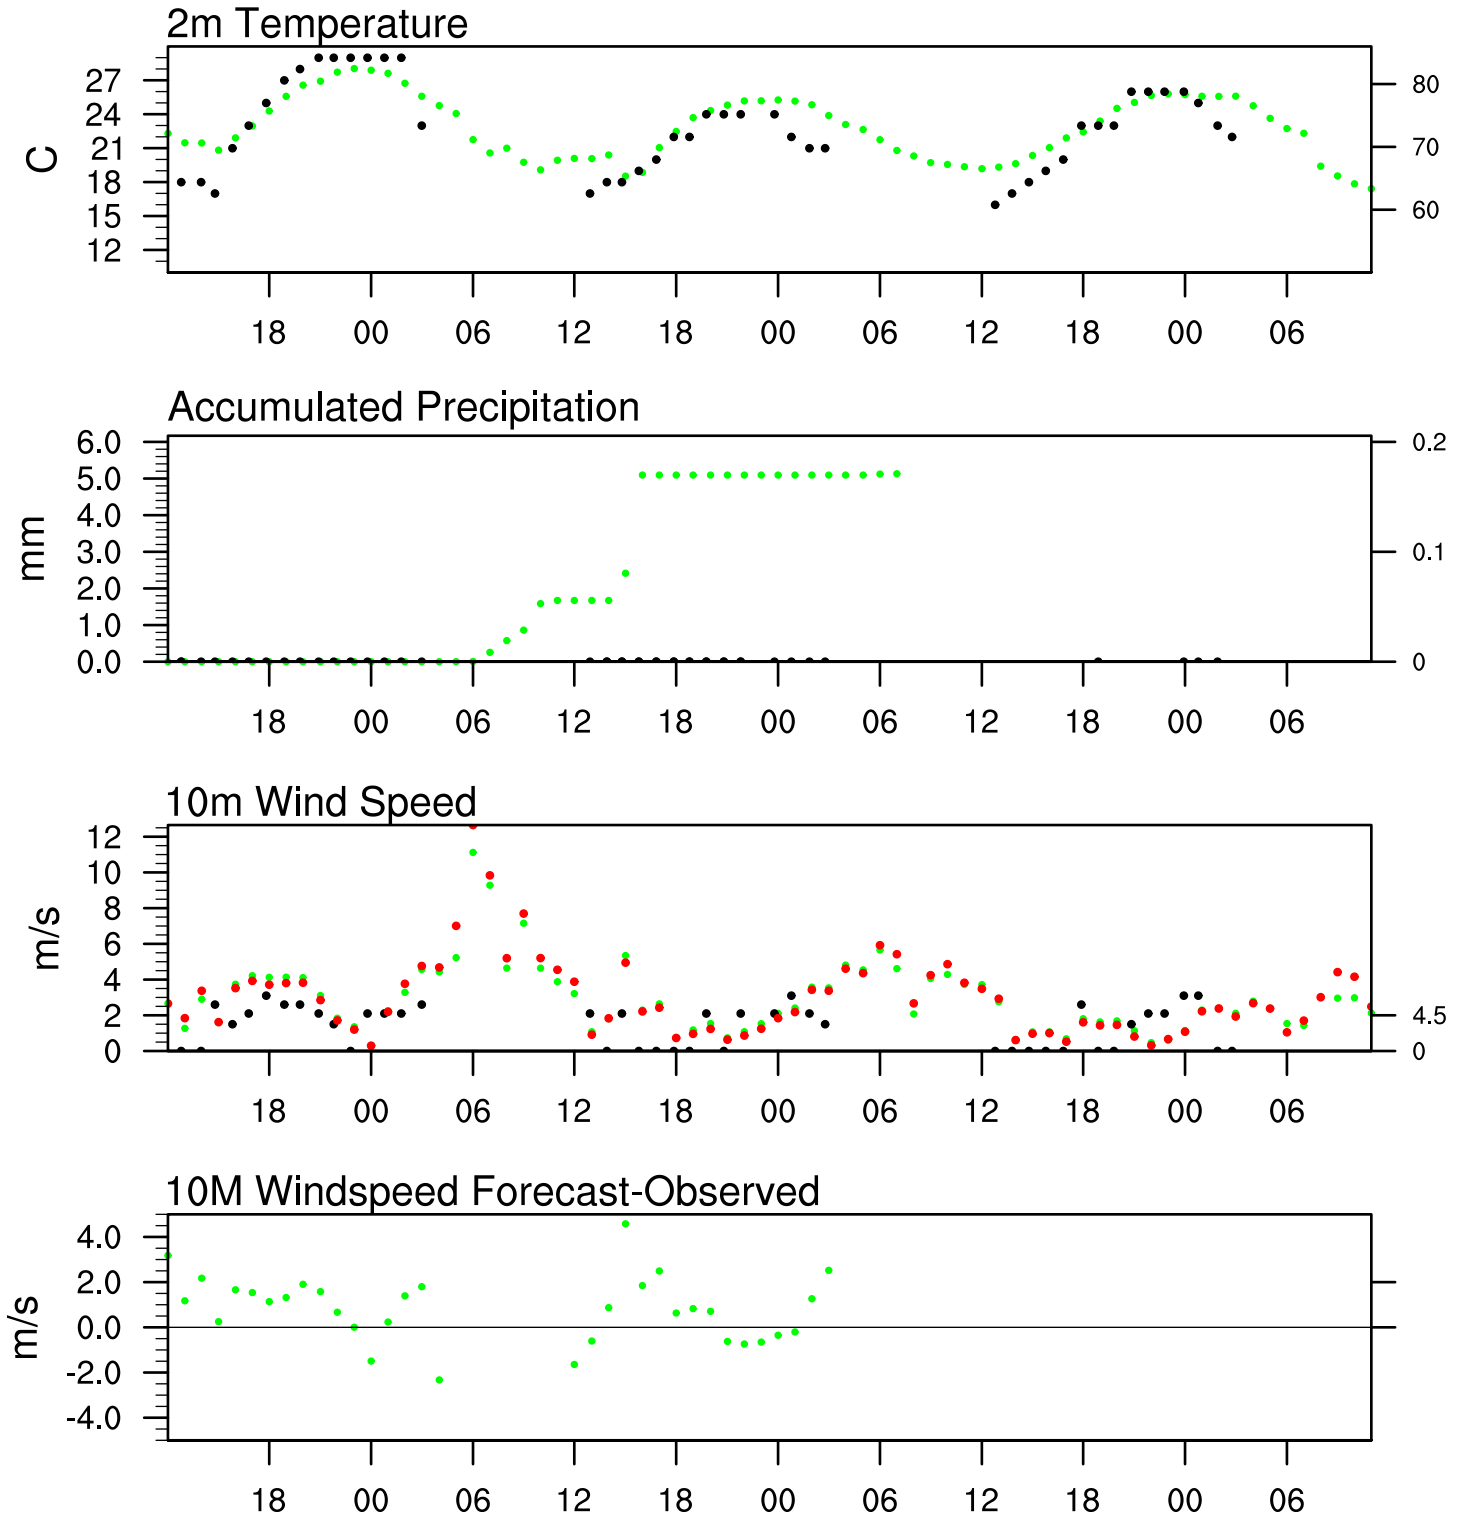 2m Temperature
27
24
21
18
15
12
C
80
70
60
18 00 06 12 18 00 06 12 18 00 06
Accumulated Precipitation
6.0
5.0
4.0
3.0
2.0
1.0
0.0
mm
0.2
0.1
0
18 00 06 12 18 00 06 12 18 00 06
10m Wind Speed
12
10
8
6
4
2
0
m/s
4.5
0
18 00 06 12 18 00 06 12 18 00 06
10M Windspeed Forecast-Observed
4.0
2.0
0.0
-2.0
-4.0
m/s
18 00 06 12 18 00 06 12 18 00 06